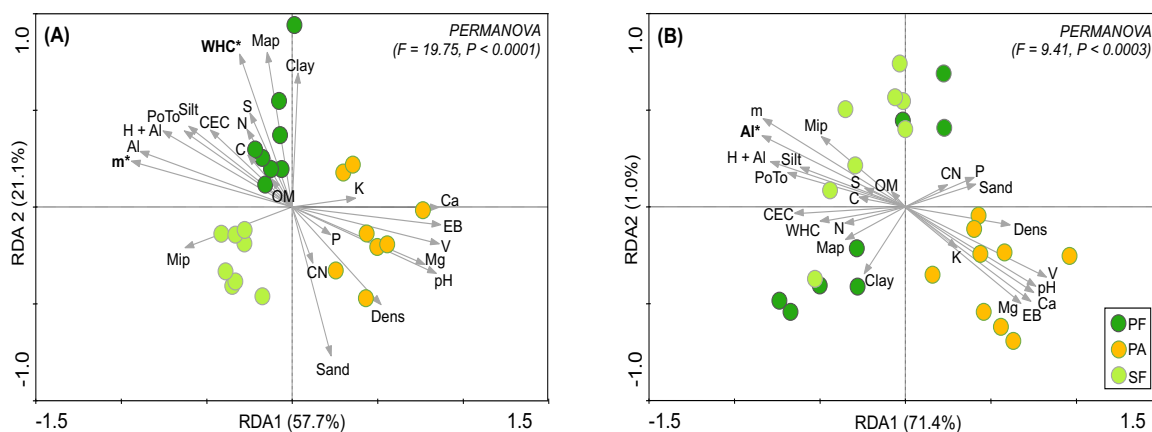 (A)
PERMANOVA
(F = 19.75, P < 0.0001)
1.0
WHC*
Map
Clay
S
PoTo
Silt
CEC
N
H + Al
Al
C
m*
OM
K
Ca
EB
P
V
Mip
CN
Mg
pH
Dens
Sand
RDA 2 (21.1%)
-1.0
-1.5
RDA1 (57.7%)
1.5
(B)
PERMANOVA
(F = 9.41, P < 0.0003)
1.0
m
Al*
Mip
H + Al
Silt
PoTo
S
OM
C
CN
P
Sand
CEC
WHC
N
Map
Dens
K
Clay
V
pH
Mg
Ca
EB
PF
PA
SF
RDA2 (1.0%)
-1.0
-1.5
RDA1 (71.4%)
1.5